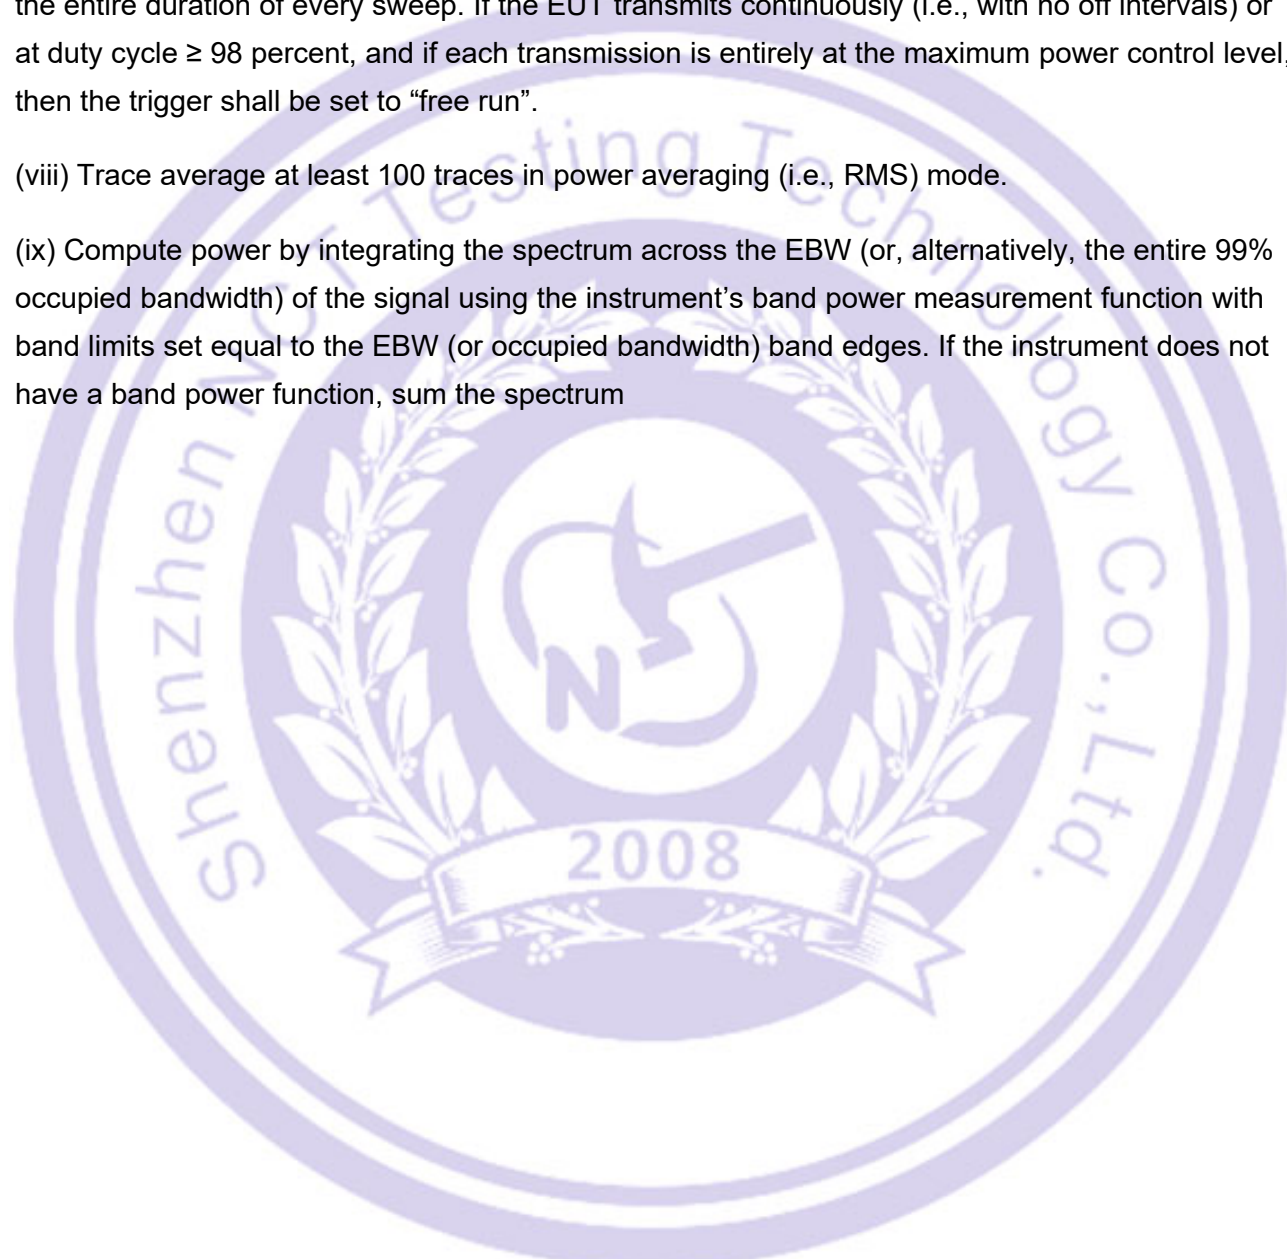 the entire duration of every sweep. If the EUT transmits continuously (i.e., with no off intervals) or
at duty cycle ≥ 98 percent, and if each transmission is entirely at the maximum power control level,
then the trigger shall be set to “free run”.
(viii) Trace average at least 100 traces in power averaging (i.e., RMS) mode.
(ix) Compute power by integrating the spectrum across the EBW (or, alternatively, the entire 99%
occupied bandwidth) of the signal using the instrument’s band power measurement function with
band limits set equal to the EBW (or occupied bandwidth) band edges. If the instrument does not
have a band power function, sum the spectrum
Shenzhen NCT Testing Technology Co., Ltd.
N
2008